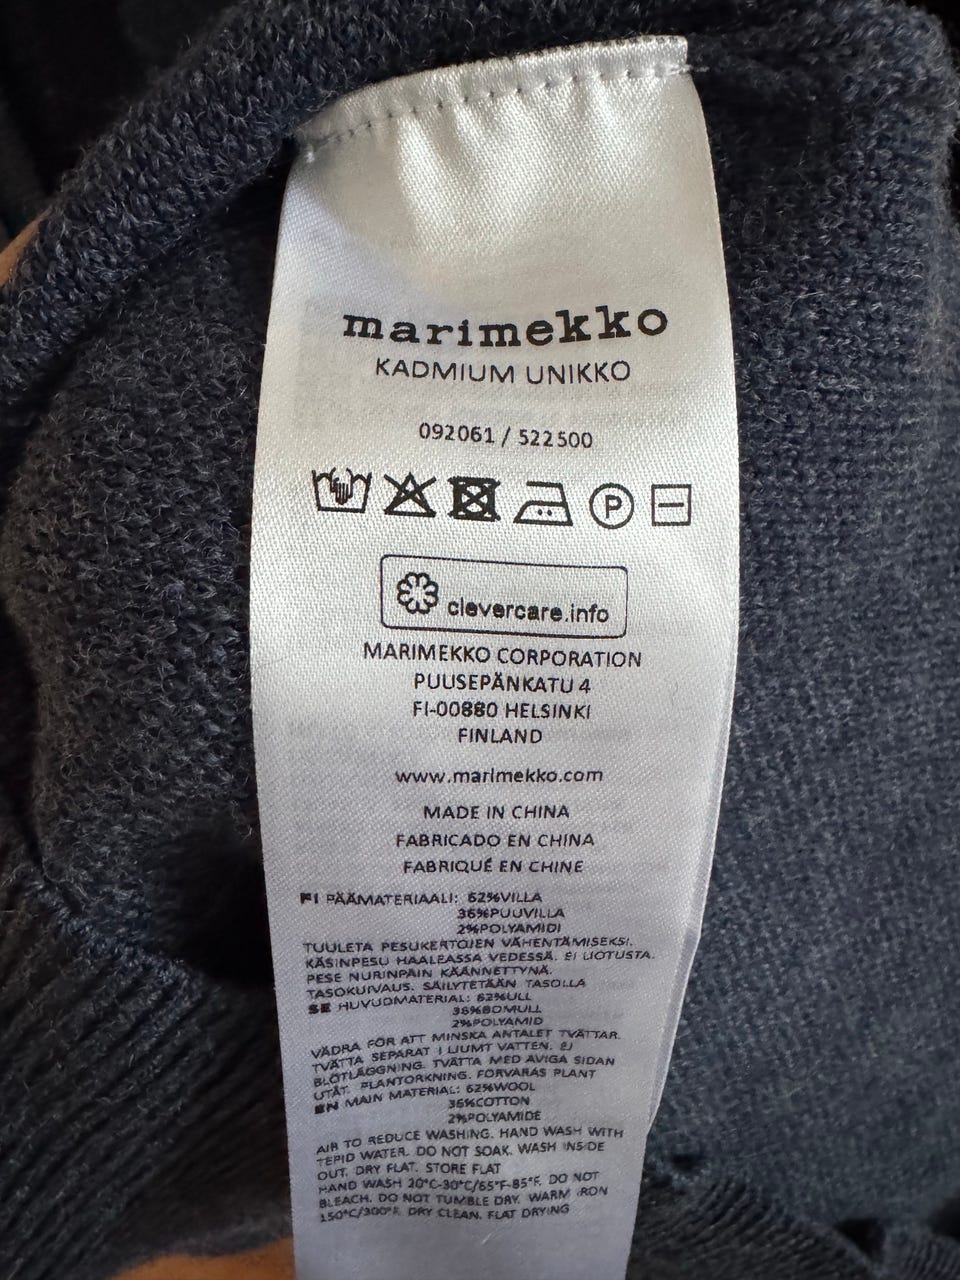 marimekko
KADMIUM UNIKKO
092061 / 522500
P
clevercare.info
MARIMEKKO CORPORATION
PUUSEPÄNKATU 4
FI-00880 HELSINKI
FINLAND
www.marimekko.com
MADE IN CHINA
FABRICADO EN CHINA
FABRIQUÉ EN CHINE
FI PÄÄMATERIAALI: 62%VILLA
36%PUUVILLA
2%POLYAMIDI
TUULETA PESUKERTOJEN VÄHENTÄMISEKSI.
KÄSINPESU HAALEASSA VEDESSÄ. EI LIOTUSTA.
PESE NURINPÄIN KÄÄNNETTYNÄ.
TASOKUIVAUS. SÄILYTETÄÄN TASOLLA
SE HUVUDMATERIAL: 62%ULL
36%BOMULL
2%POLYAMID
VÄDRA FÖR ATT MINSKA ANTALET TVÄTTAR.
TVÄTTA SEPARAT I LJUMT VATTEN. EJ
BLÖTLÄGGNING. TVÄTTA MED AVIGA SIDAN
UTÅT. PLANTORKNING. FÖRVARAS PLANT
EN MAIN MATERIAL: 62%WOOL
36%COTTON
2%POLYAMIDE
AIR TO REDUCE WASHING. HAND WASH WITH
TEPID WATER. DO NOT SOAK. WASH INSIDE
OUT. DRY FLAT. STORE FLAT
HAND WASH 20°C-30°C/65°F-85°F. DO NOT
BLEACH. DO NOT TUMBLE DRY. WARM IRON
150°C/300°F. DRY CLEAN. FLAT DRYING